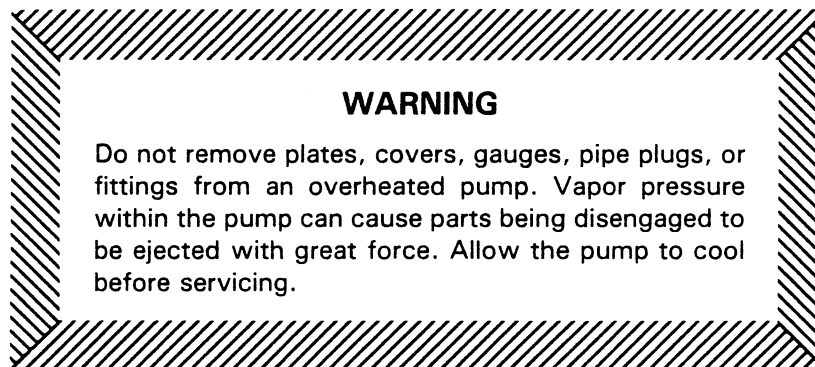 WARNING
Do not remove plates, covers, gauges, pipe plugs, or
fittings from an overheated pump. Vapor pressure
within the pump can cause parts being disengaged to
be ejected with great force. Allow the pump to cool
before servicing.